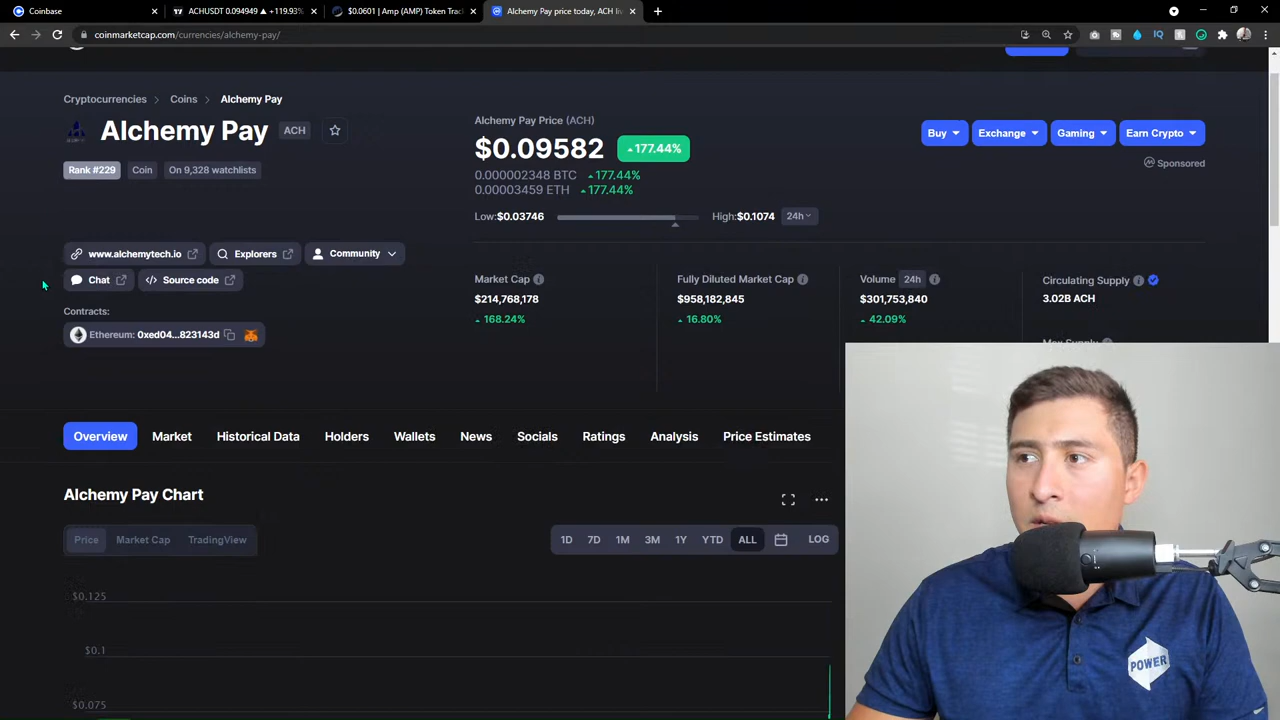 Coinbase
ACHUSDT 0.094949 ▲ +119.93%
$0.0601 | Amp (AMP) Token Trac
Alchemy Pay price today, ACH li
coinmarketcap.com/currencies/alchemy-pay/
Cryptocurrencies > Coins > Alchemy Pay
Alchemy Pay ACH
Rank #229 Coin On 9,328 watchlists
Alchemy Pay Price (ACH)
$0.09582 177.44%
0.000002348 BTC 177.44%
0.00003459 ETH 177.44%
Low:$0.03746 High:$0.1074 24h
Buy Exchange Gaming Earn Crypto
Sponsored
www.alchemytech.io Explorers Community
Chat Source code
Contracts:
Ethereum: 0xed04...823143d
Market Cap
$214,768,178
168.24%
Fully Diluted Market Cap
$958,182,845
16.80%
Volume 24h
$301,753,840
42.09%
Circulating Supply
3.02B ACH
Max Supply
Overview Market Historical Data Holders Wallets News Socials Ratings Analysis Price Estimates
Alchemy Pay Chart
Price Market Cap TradingView
1D 7D 1M 3M 1Y YTD ALL LOG
$0.125
$0.1
$0.075
POWER